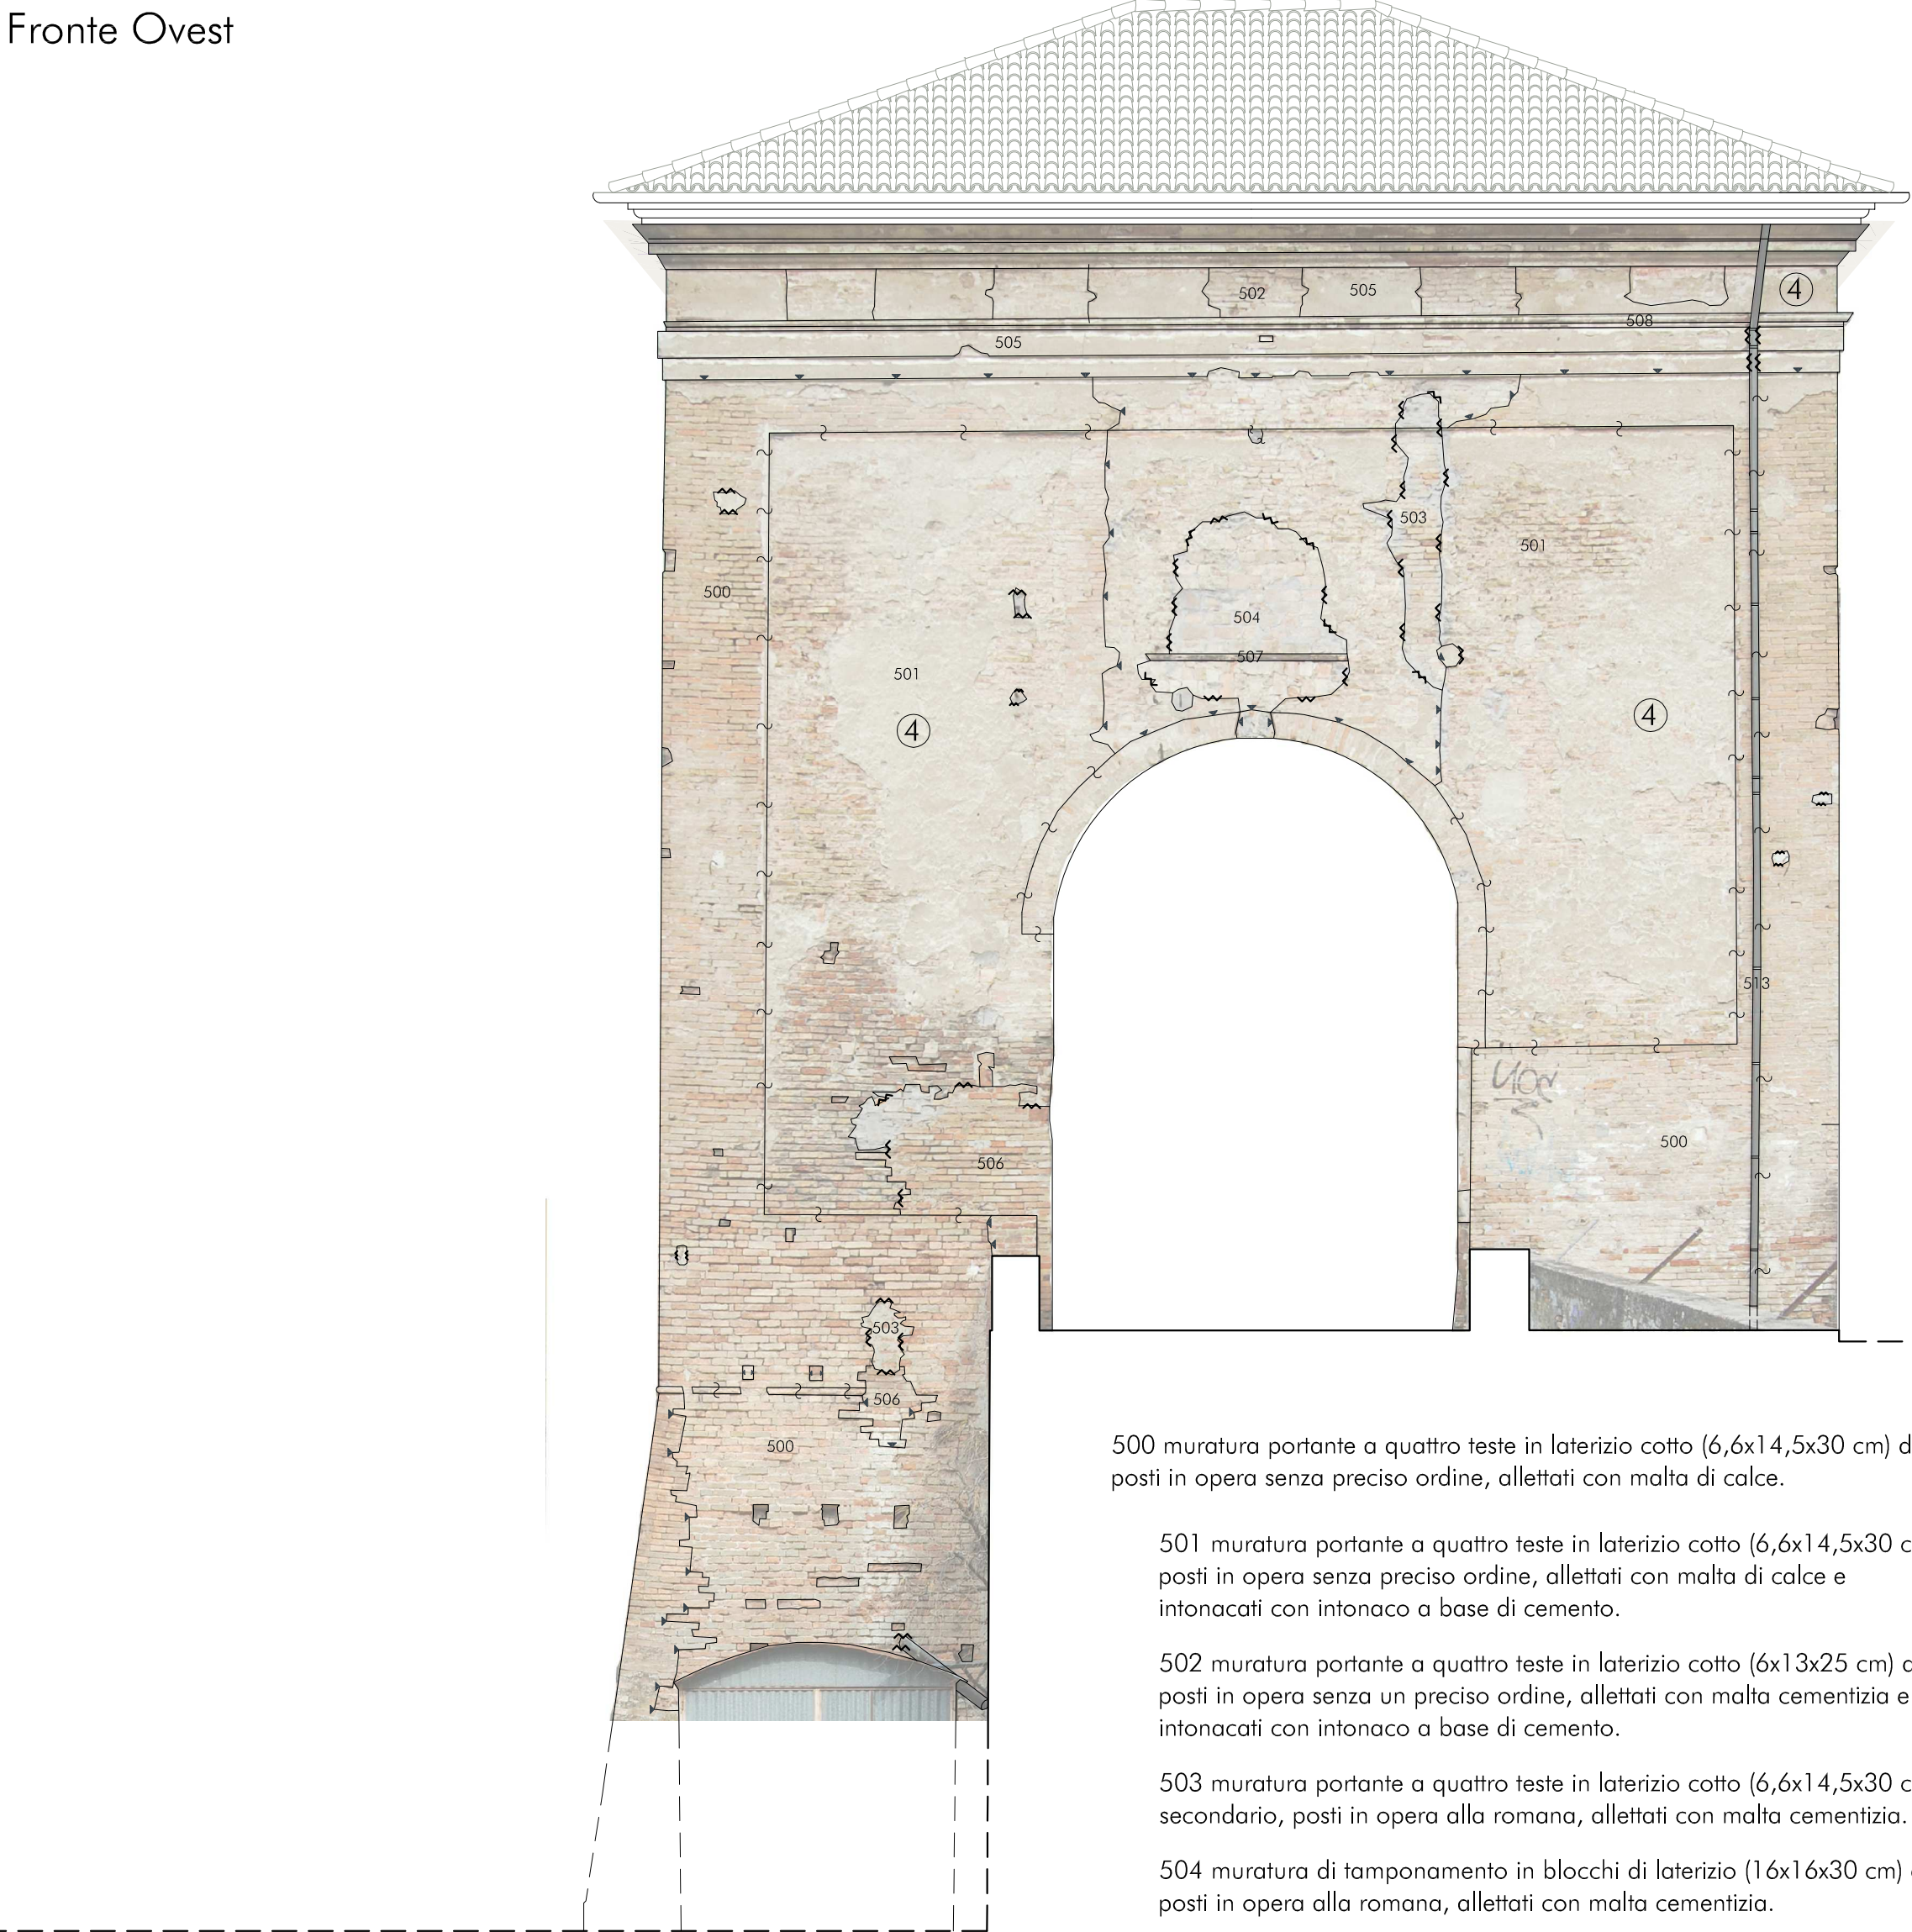 Fronte Ovest
502
505
4
508
505
503
501
500
504
507
501
4
4
513
506
500
503
506
500
500 muratura portante a quattro teste in laterizio cotto (6,6x14,5x30 cm) d
posti in opera senza preciso ordine, allettati con malta di calce.
501 muratura portante a quattro teste in laterizio cotto (6,6x14,5x30 c
posti in opera senza preciso ordine, allettati con malta di calce e
intonacati con intonaco a base di cemento.
502 muratura portante a quattro teste in laterizio cotto (6x13x25 cm)
posti in opera senza un preciso ordine, allettati con malta cementizia e
intonacati con intonaco a base di cemento.
503 muratura portante a quattro teste in laterizio cotto (6,6x14,5x30 c
secondario, posti in opera alla romana, allettati con malta cementizia.
504 muratura di tamponamento in blocchi di laterizio (16x16x30 cm)
posti in opera alla romana, allettati con malta cementizia.